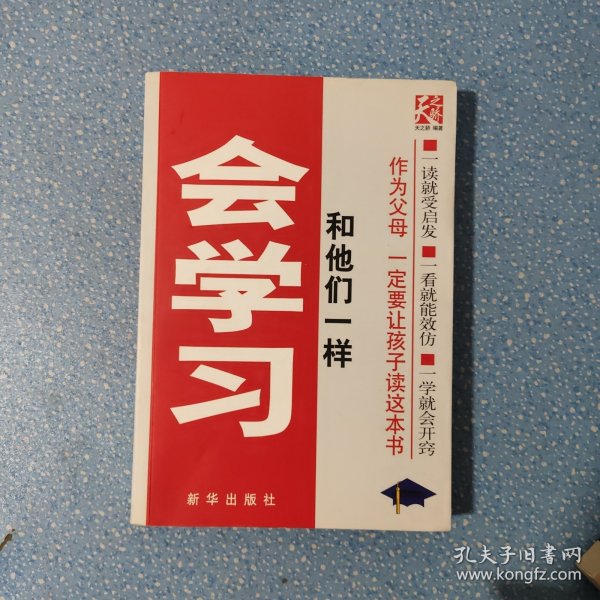 天之骄
天之骄 编著
■一读就受启发■一看就能效仿■一学就会开窍
作为父母 一定要让孩子读这本书
和他们一样
会学习
新华出版社
孔夫子旧书网
www.kongfz.com